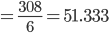 = 308/6 = 51.333